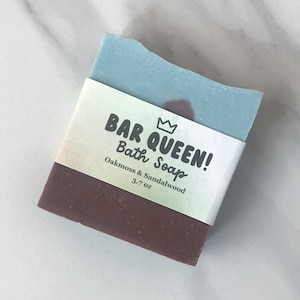 BAR QUEEN!
Bath Soap
Oakmoss & Sandalwood
3-7 oz